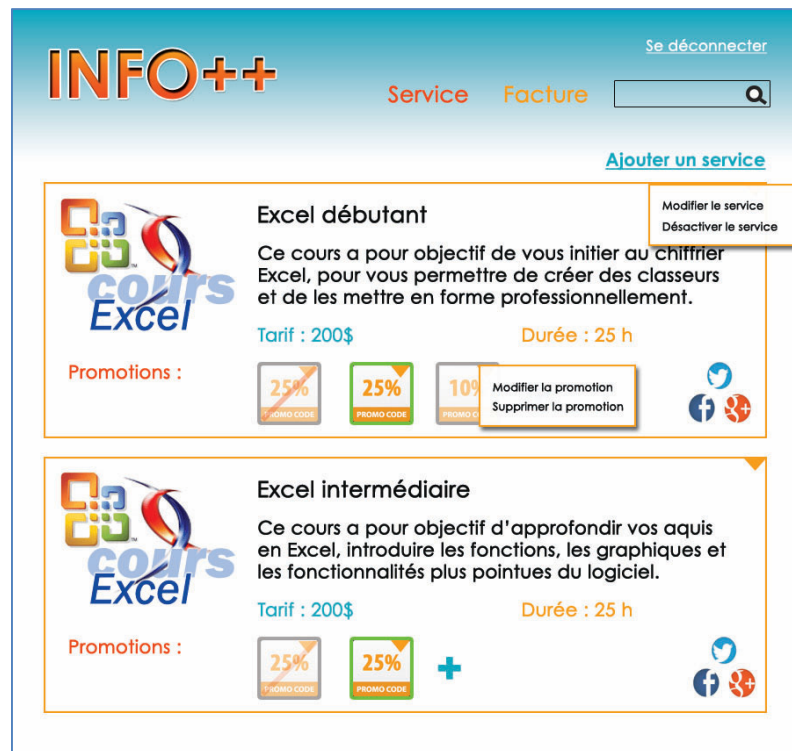 Se déconnecter
INFO++
Service Facture
Ajouter un service
Modifier le service
Désactiver le service
cours
Excel
Excel débutant
Ce cours a pour objectif de vous initier au chiffrier
Excel, pour vous permettre de créer des classeurs
et de les mettre en forme professionnellement.
Tarif : 200$ Durée : 25 h
Promotions :
25%
PROMO CODE
25%
PROMO CODE
10%
PROMO
Modifier la promotion
Supprimer la promotion
cours
Excel
Excel intermédiaire
Ce cours a pour objectif d'approfondir vos aquis
en Excel, introduire les fonctions, les graphiques et
les fonctionnalités plus pointues du logiciel.
Tarif : 200$ Durée : 25 h
Promotions :
25%
PROMO CODE
25%
PROMO CODE